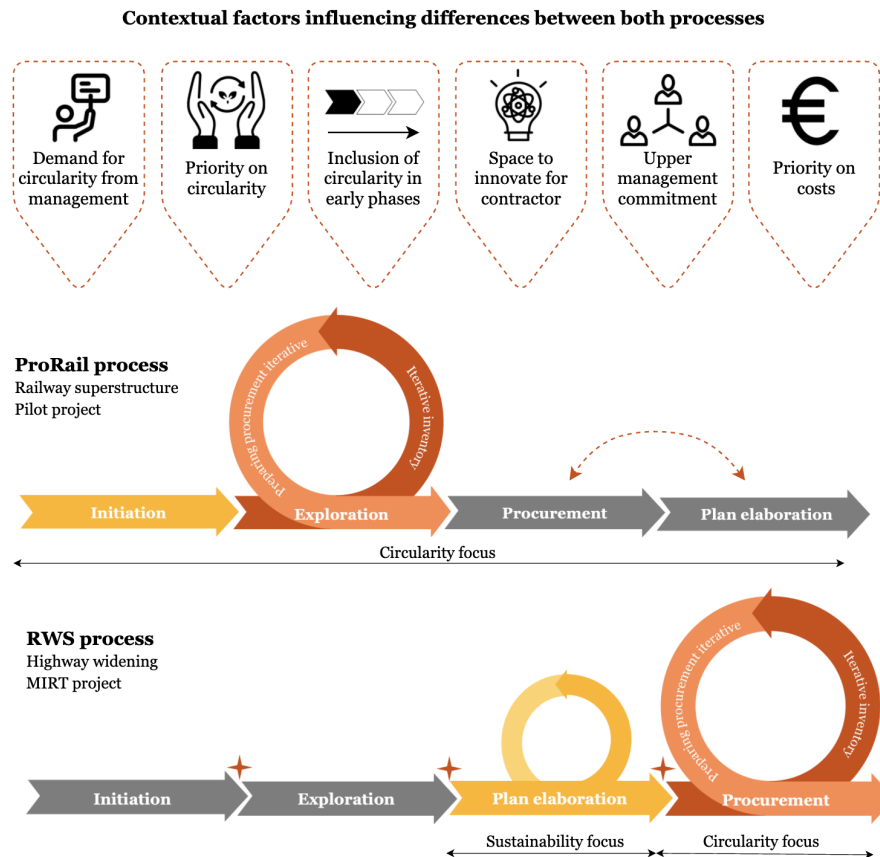 Contextual factors influencing differences between both processes
Demand for
circularity from
management
Priority on
circularity
Inclusion of
circularity in
early phases
Space to
innovate for
contractor
Upper
management
commitment
Priority on
costs
ProRail process
Railway superstructure
Pilot project
Preparing procurement iterative
Iterative inventory
Initiation
Exploration
Procurement
Plan elaboration
Circularity focus
RWS process
Highway widening
MIRT project
Preparing procurement iterative
Iterative inventory
Initiation
Exploration
Plan elaboration
Procurement
Sustainability focus
Circularity focus